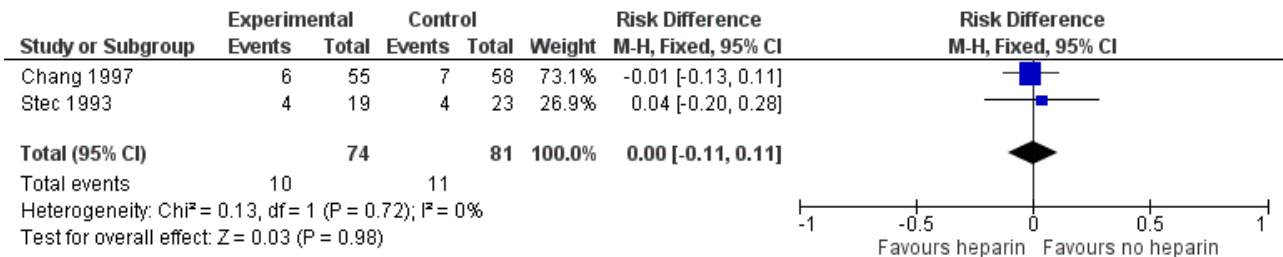 Experimental Control Risk Difference Risk Difference
Study or Subgroup Events Total Events Total Weight M-H, Fixed, 95% CI M-H, Fixed, 95% CI
Chang 1997 6 55 7 58 73.1% -0.01 [-0.13, 0.11]
Stec 1993 4 19 4 23 26.9% 0.04 [-0.20, 0.28]
Total (95% CI) 74 81 100.0% 0.00 [-0.11, 0.11]
Total events 10 11
Heterogeneity: Chi² = 0.13, df = 1 (P = 0.72); I² = 0%
Test for overall effect: Z = 0.03 (P = 0.98)
-1 -0.5 0 0.5 1
Favours heparin Favours no heparin